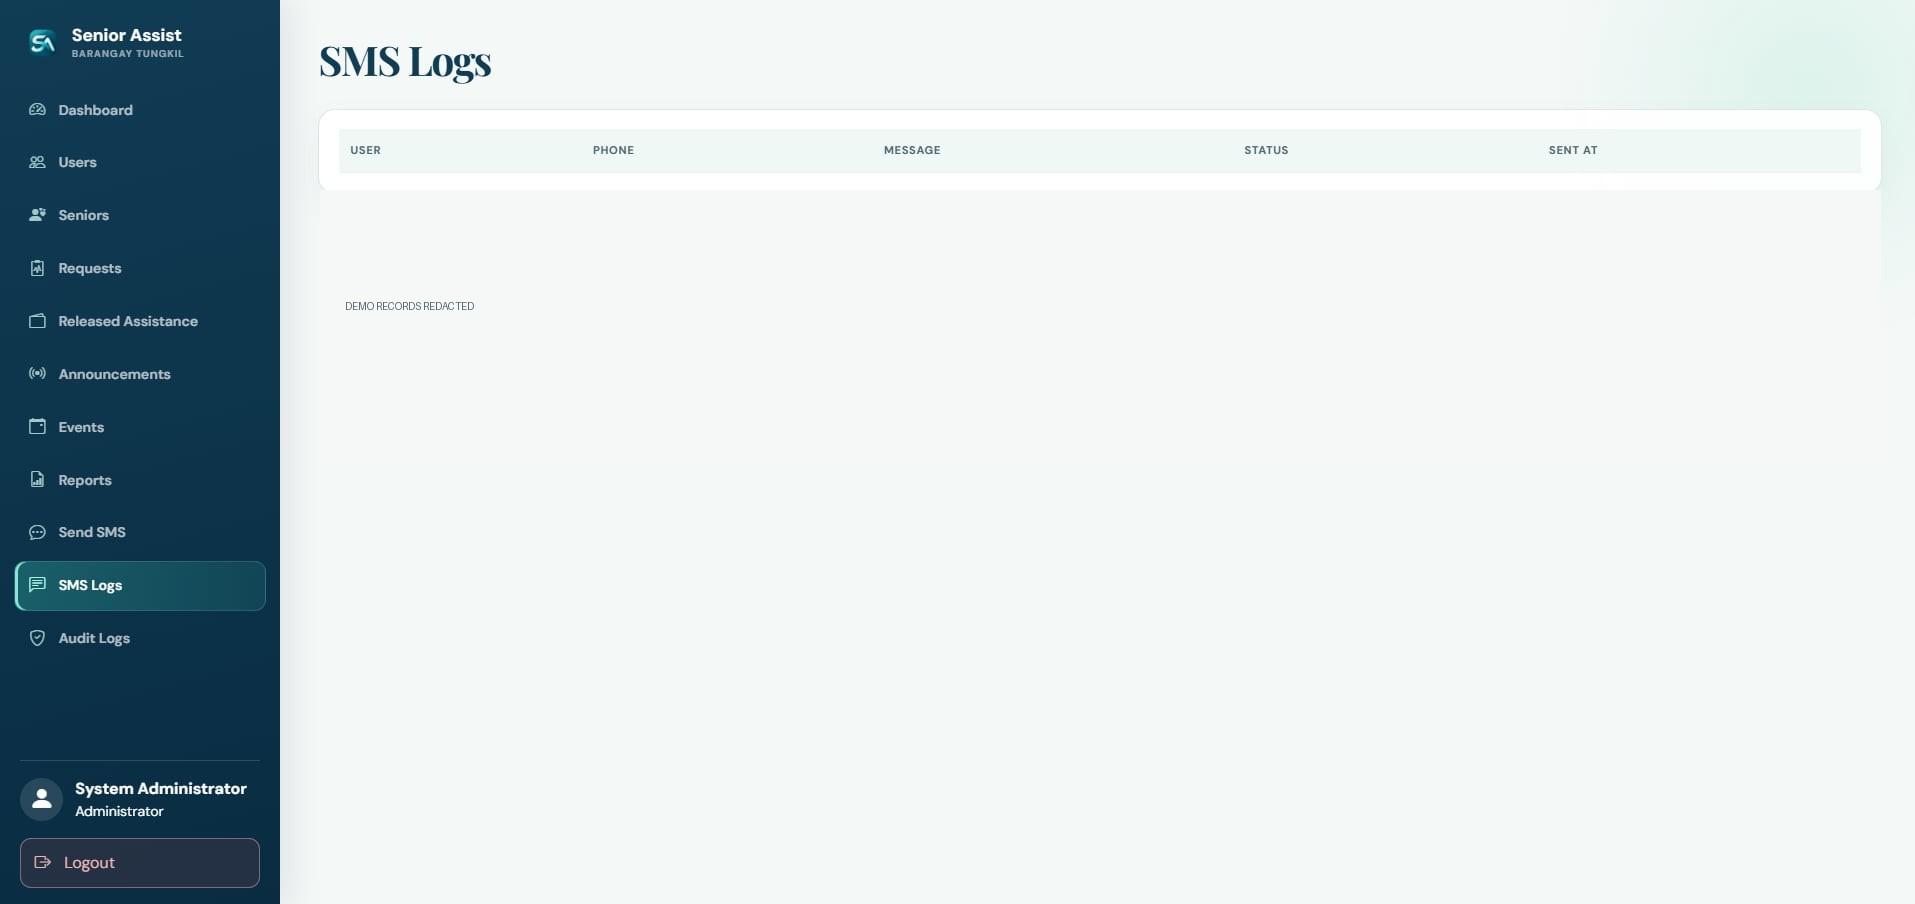 Senior Assist
BARANGAY TUNGKIL
Dashboard
Users
Seniors
Requests
Released Assistance
Announcements
Events
Reports
Send SMS
SMS Logs
Audit Logs
System Administrator
Administrator
Logout
SMS Logs
USER PHONE MESSAGE STATUS SENT AT
DEMO RECORDS REDACTED